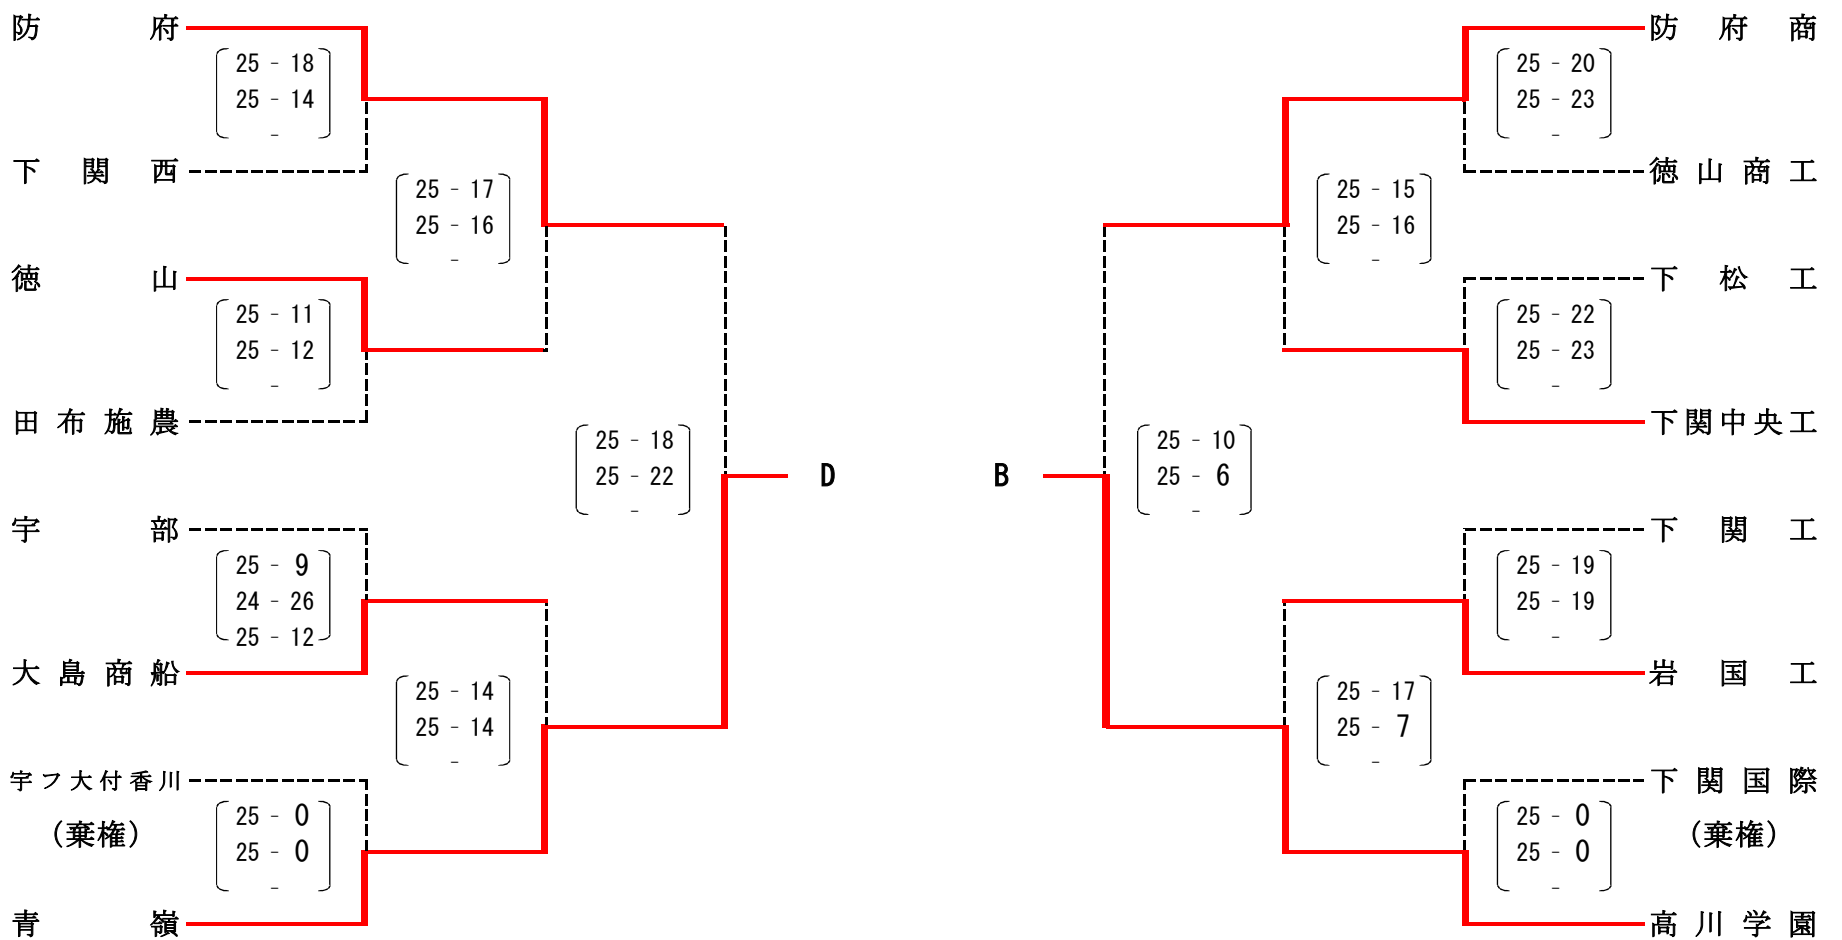 防府
25 - 18
25 - 14
-
下関西
25 - 17
25 - 16
-
徳山
25 - 11
25 - 12
-
田布施農
25 - 18
25 - 22
-
D
宇部
25 - 9
24 - 26
25 - 12
大島商船
25 - 14
25 - 14
-
宇フ大付香川
(棄権)
25 - 0
25 - 0
-
青嶺
防府商
25 - 20
25 - 23
-
徳山商工
25 - 15
25 - 16
-
下松工
25 - 22
25 - 23
-
下関中央工
B
25 - 10
25 - 6
-
下関工
25 - 19
25 - 19
-
岩国工
25 - 17
25 - 7
-
下関国際
(棄権)
25 - 0
25 - 0
-
高川学園